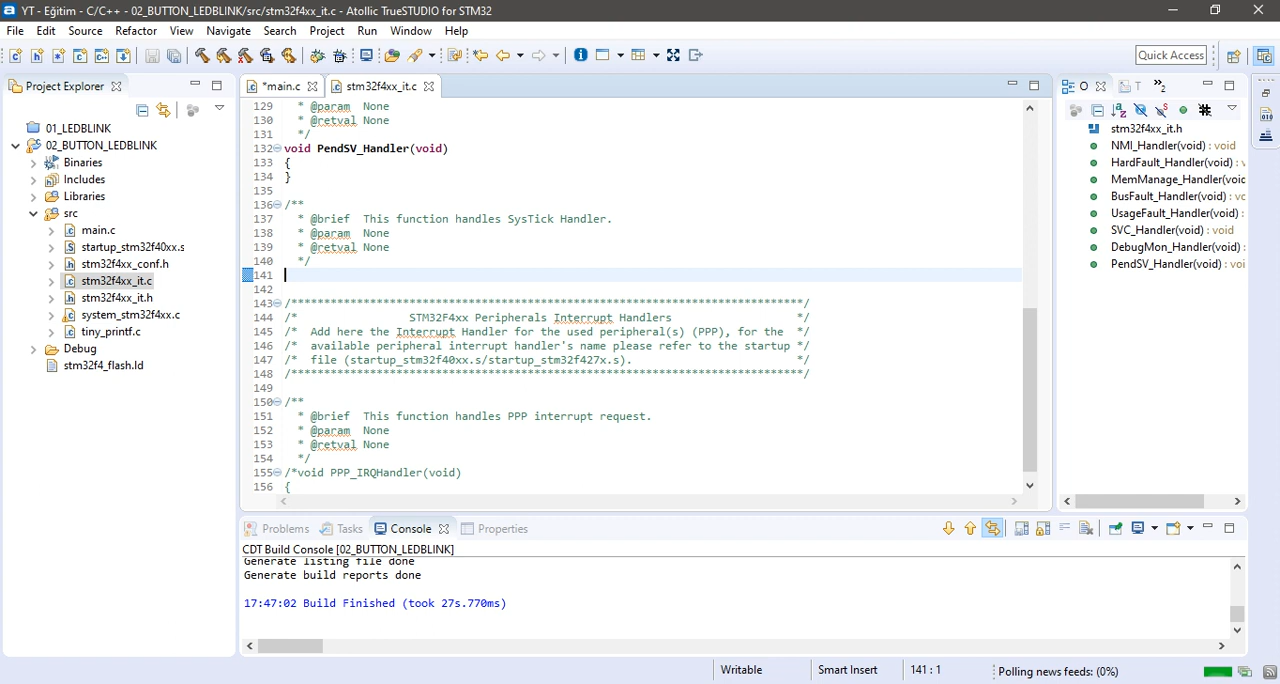 YT - Eğitim - C/C++ - 02_BUTTON_LEDBLINK/src/stm32f4xx_it.c - Atollic TrueSTUDIO for STM32
File Edit Source Refactor View Navigate Search Project Run Window Help
Quick Access
Project Explorer
01_LEDBLINK
02_BUTTON_LEDBLINK
Binaries
Includes
Libraries
src
main.c
startup_stm32f40xx.s
stm32f4xx_conf.h
stm32f4xx_it.c
stm32f4xx_it.h
system_stm32f4xx.c
tiny_printf.c
Debug
stm32f4_flash.ld
*main.c stm32f4xx_it.c
129 * @param None
130 * @retval None
131 */
132 void PendSV_Handler(void)
133 {
134 }
135
136 /**
137 * @brief This function handles SysTick Handler.
138 * @param None
139 * @retval None
140 */
141
142
143 /******************************************************************************/
144 /* STM32F4xx Peripherals Interrupt Handlers */
145 /* Add here the Interrupt Handler for the used peripheral(s) (PPP), for the */
146 /* available peripheral interrupt handler's name please refer to the startup */
147 /* file (startup_stm32f40xx.s/startup_stm32f427x.s). */
148 /******************************************************************************/
149
150 /**
151 * @brief This function handles PPP interrupt request.
152 * @param None
153 * @retval None
154 */
155 /*void PPP_IRQHandler(void)
156 {
O T »2
stm32f4xx_it.h
NMI_Handler(void) : void
HardFault_Handler(void) : v
MemManage_Handler(voic
BusFault_Handler(void) : vc
UsageFault_Handler(void) :
SVC_Handler(void) : void
DebugMon_Handler(void) :
PendSV_Handler(void) : voi
Problems Tasks Console Properties
CDT Build Console [02_BUTTON_LEDBLINK]
Generate listing file done
Generate build reports done
17:47:02 Build Finished (took 27s.770ms)
Writable Smart Insert 141 : 1 Polling news feeds: (0%)